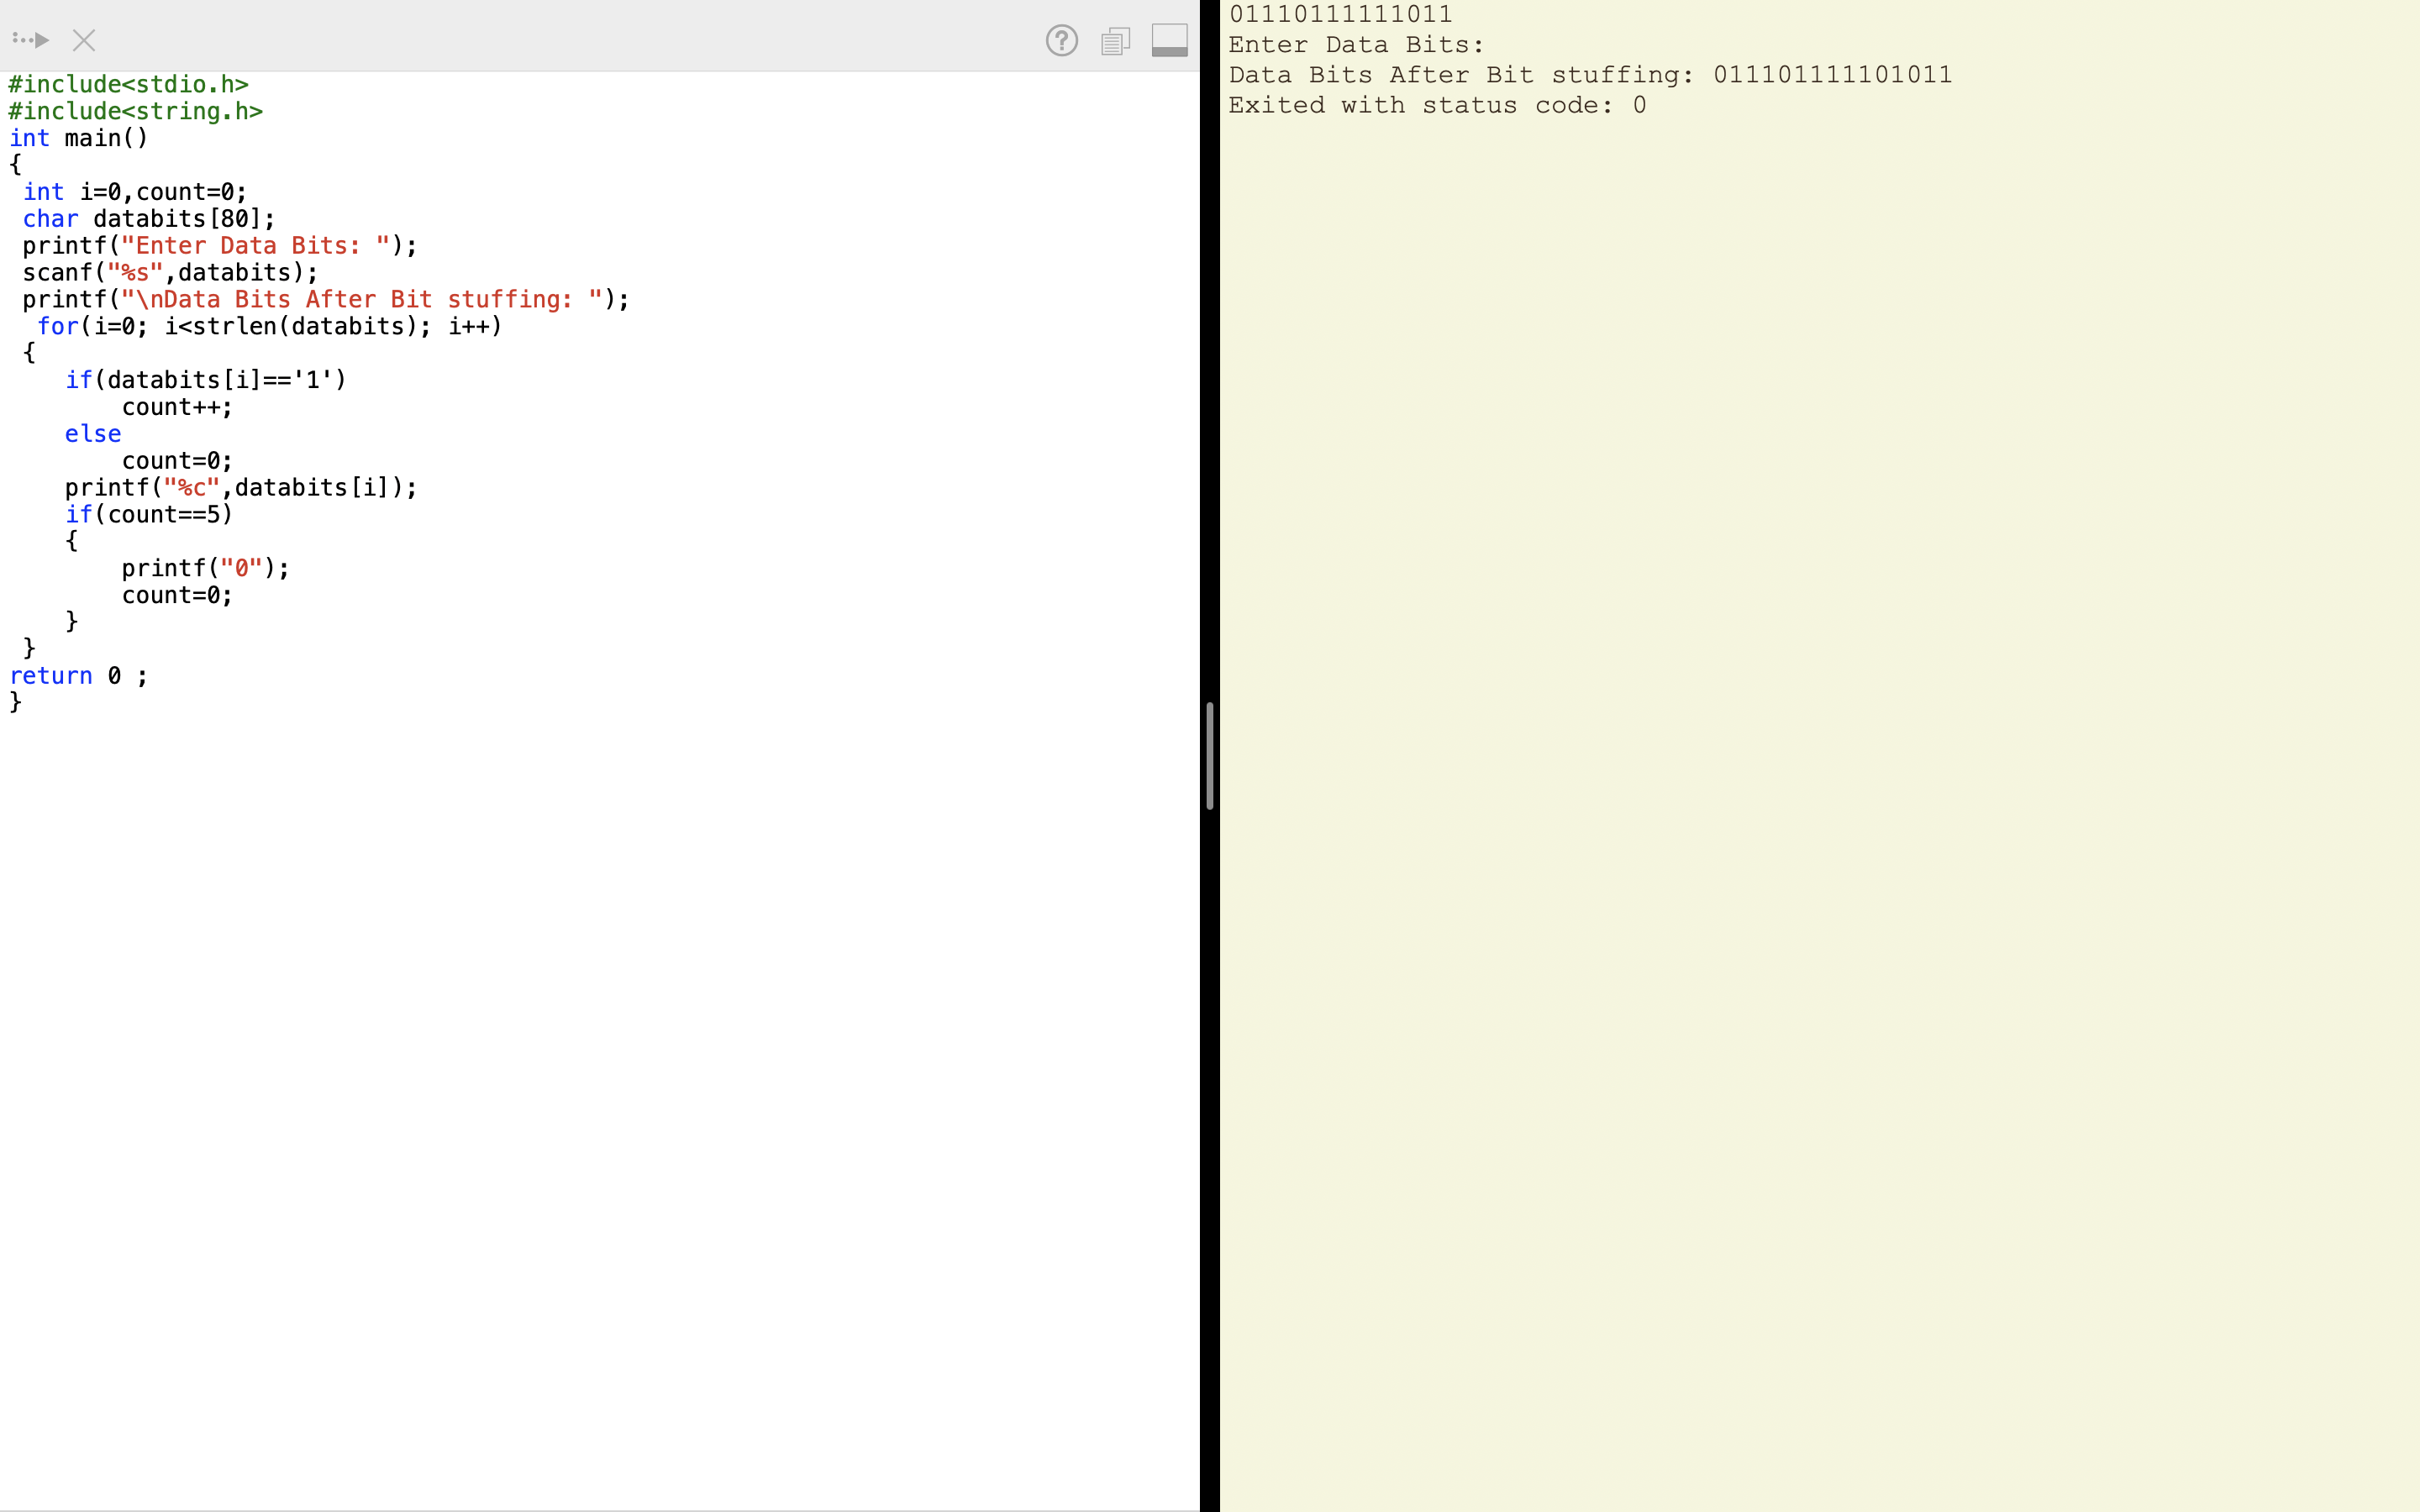 #include<stdio.h>
#include<string.h>
int main()
{
 int i=0,count=0;
 char databits[80];
 printf("Enter Data Bits: ");
 scanf("%s",databits);
 printf("\nData Bits After Bit stuffing: ");
  for(i=0; i<strlen(databits); i++)
 {
    if(databits[i]=='1')
        count++;
    else
        count=0;
    printf("%c",databits[i]);
    if(count==5)
    {
        printf("0");
        count=0;
    }
 }
return 0 ;
}
01110111111011
Enter Data Bits:
Data Bits After Bit stuffing: 011101111101011
Exited with status code: 0